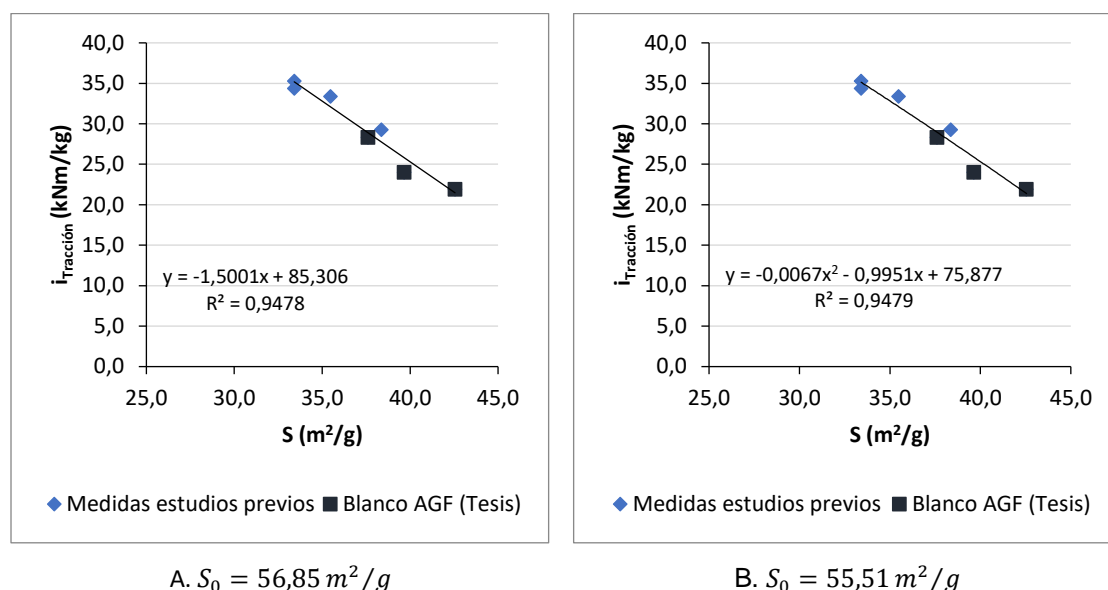 40,0
35,0
30,0
25,0
20,0
15,0
10,0
5,0
0,0
i_Tracción (kNm/kg)
y = -1,5001x + 85,306
R² = 0,9478
25,0 30,0 35,0 40,0 45,0
S (m²/g)
Medidas estudios previos Blanco AGF (Tesis)
A. S₀ = 56,85 m²/g
40,0
35,0
30,0
25,0
20,0
15,0
10,0
5,0
0,0
i_Tracción (kNm/kg)
y = -0,0067x² - 0,9951x + 75,877
R² = 0,9479
25,0 30,0 35,0 40,0 45,0
S (m²/g)
Medidas estudios previos Blanco AGF (Tesis)
B. S₀ = 55,51 m²/g